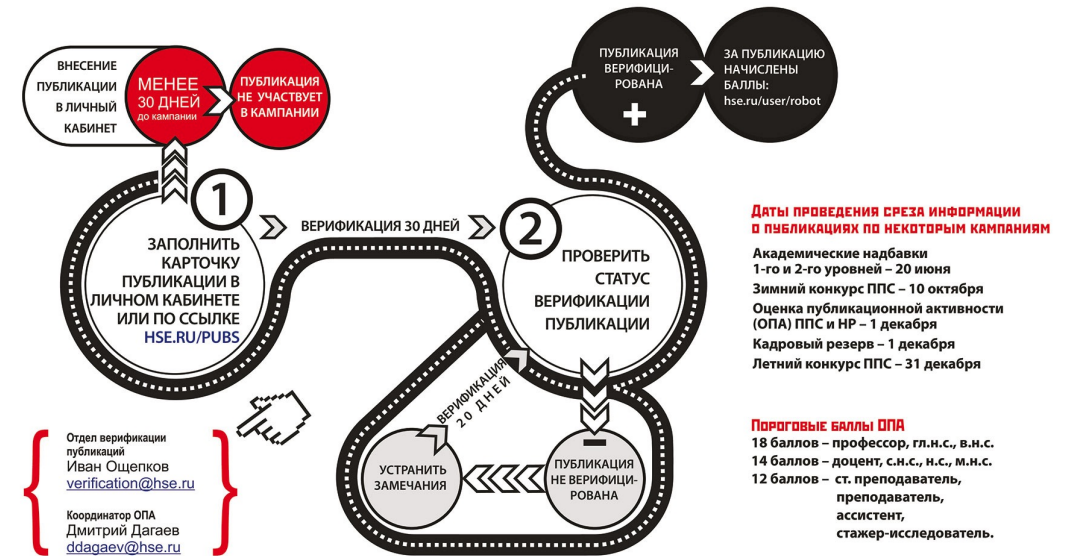 ВНЕСЕНИЕ
ПУБЛИКАЦИИ
В ЛИЧНЫЙ
КАБИНЕТ
МЕНЕЕ
30 ДНЕЙ
до кампании
ПУБЛИКАЦИЯ
НЕ УЧАСТВУЕТ
В КАМПАНИИ
ПУБЛИКАЦИЯ
ВЕРИФИЦИ-
РОВАНА
+
ЗА ПУБЛИКАЦИЮ
НАЧИСЛЕНЫ
БАЛЛЫ:
hse.ru/user/robot
1
ЗАПОЛНИТЬ
КАРТОЧКУ
ПУБЛИКАЦИИ В
ЛИЧНОМ КАБИНЕТЕ
ИЛИ ПО ССЫЛКЕ
HSE.RU/PUBS
ВЕРИФИКАЦИЯ 30 ДНЕЙ
2
ПРОВЕРИТЬ
СТАТУС
ВЕРИФИКАЦИИ
ПУБЛИКАЦИИ
ВЕРИФИКАЦИЯ
20 ДНЕЙ
УСТРАНИТЬ
ЗАМЕЧАНИЯ
ПУБЛИКАЦИЯ
НЕ ВЕРИФИЦИ-
РОВАНА
Отдел верификации
публикаций
Иван Ощепков
verification@hse.ru
Координатор ОПА
Дмитрий Дагаев
ddagaev@hse.ru
Даты проведения среза информации
о публикациях по некоторым кампаниям
Академические надбавки
1-го и 2-го уровней – 20 июня
Зимний конкурс ППС – 10 октября
Оценка публикационной активности
(ОПА) ППС и НР – 1 декабря
Кадровый резерв – 1 декабря
Летний конкурс ППС – 31 декабря
Пороговые баллы ОПА
18 баллов – профессор, гл.н.с., в.н.с.
14 баллов – доцент, с.н.с., н.с., м.н.с.
12 баллов – ст. преподаватель,
преподаватель,
ассистент,
стажер-исследователь.